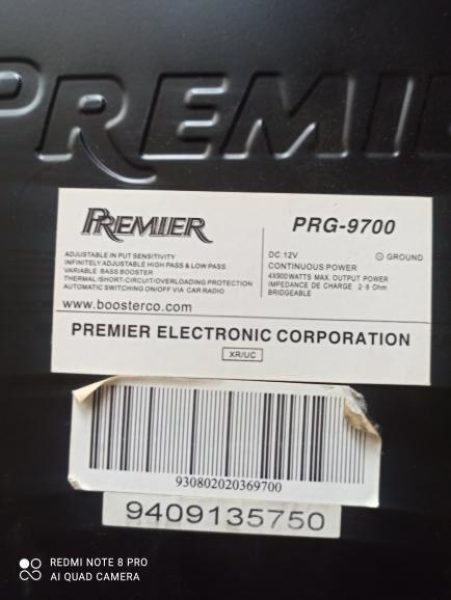 PREMIE
PREMIER
ADJUSTABLE IN PUT SENSITIVITY
INFINITELY ADJUSTABLE HIGH PASS & LOW PASS
VARIABLE BASS BOOSTER
THERMAL/SHORT-CIRCUIT/OVERLOADING PROTECTION
AUTOMATIC SWITCHING ON/OFF VIA CAR RADIO
www.boosterco.com
PRG-9700
DC 12V GROUND
CONTINUOUS POWER
4X900WATTS MAX. OUTPUT POWER
IMPEDANCE DE CHARGE 2-8 Ohm
BRIDGEABLE
PREMIER ELECTRONIC CORPORATION
XR/UC
930802020369700
9409135750
REDMI NOTE 8 PRO
AI QUAD CAMERA